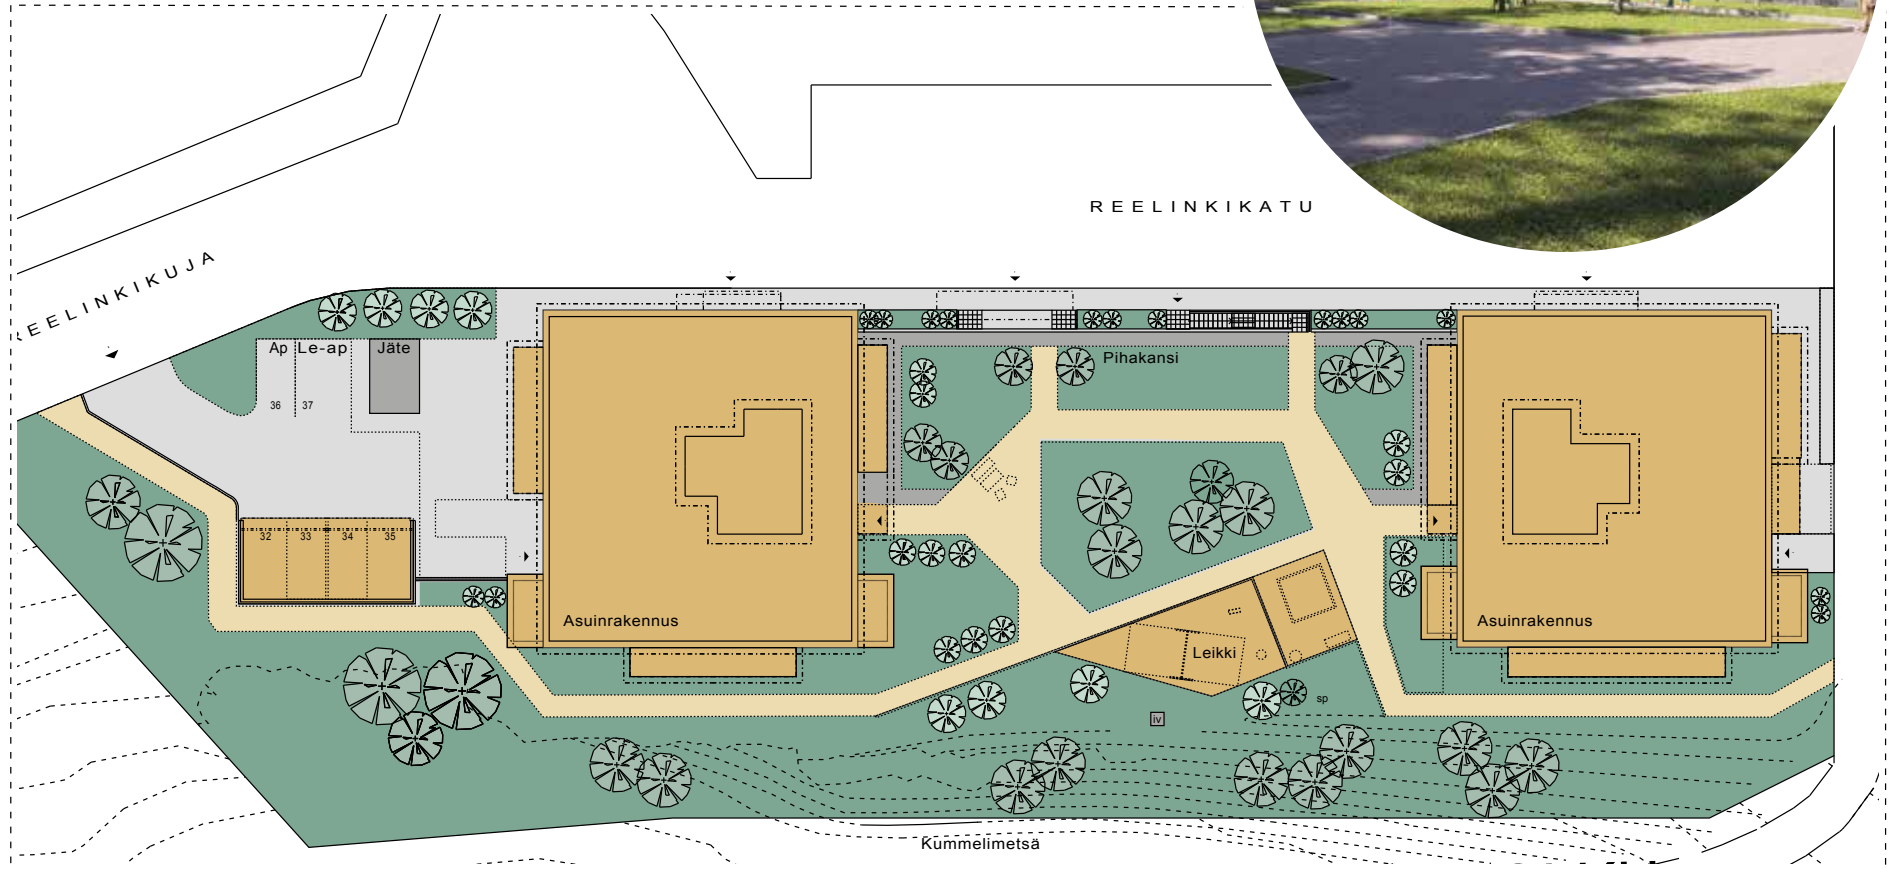 REELINKIKATU
REELINKIKUJA
Ap
Le-ap
Jäte
Pihakansi
36
37
32
33
34
35
Asuinrakennus
Asuinrakennus
Leikki
sp
iv
Kummelimetsä